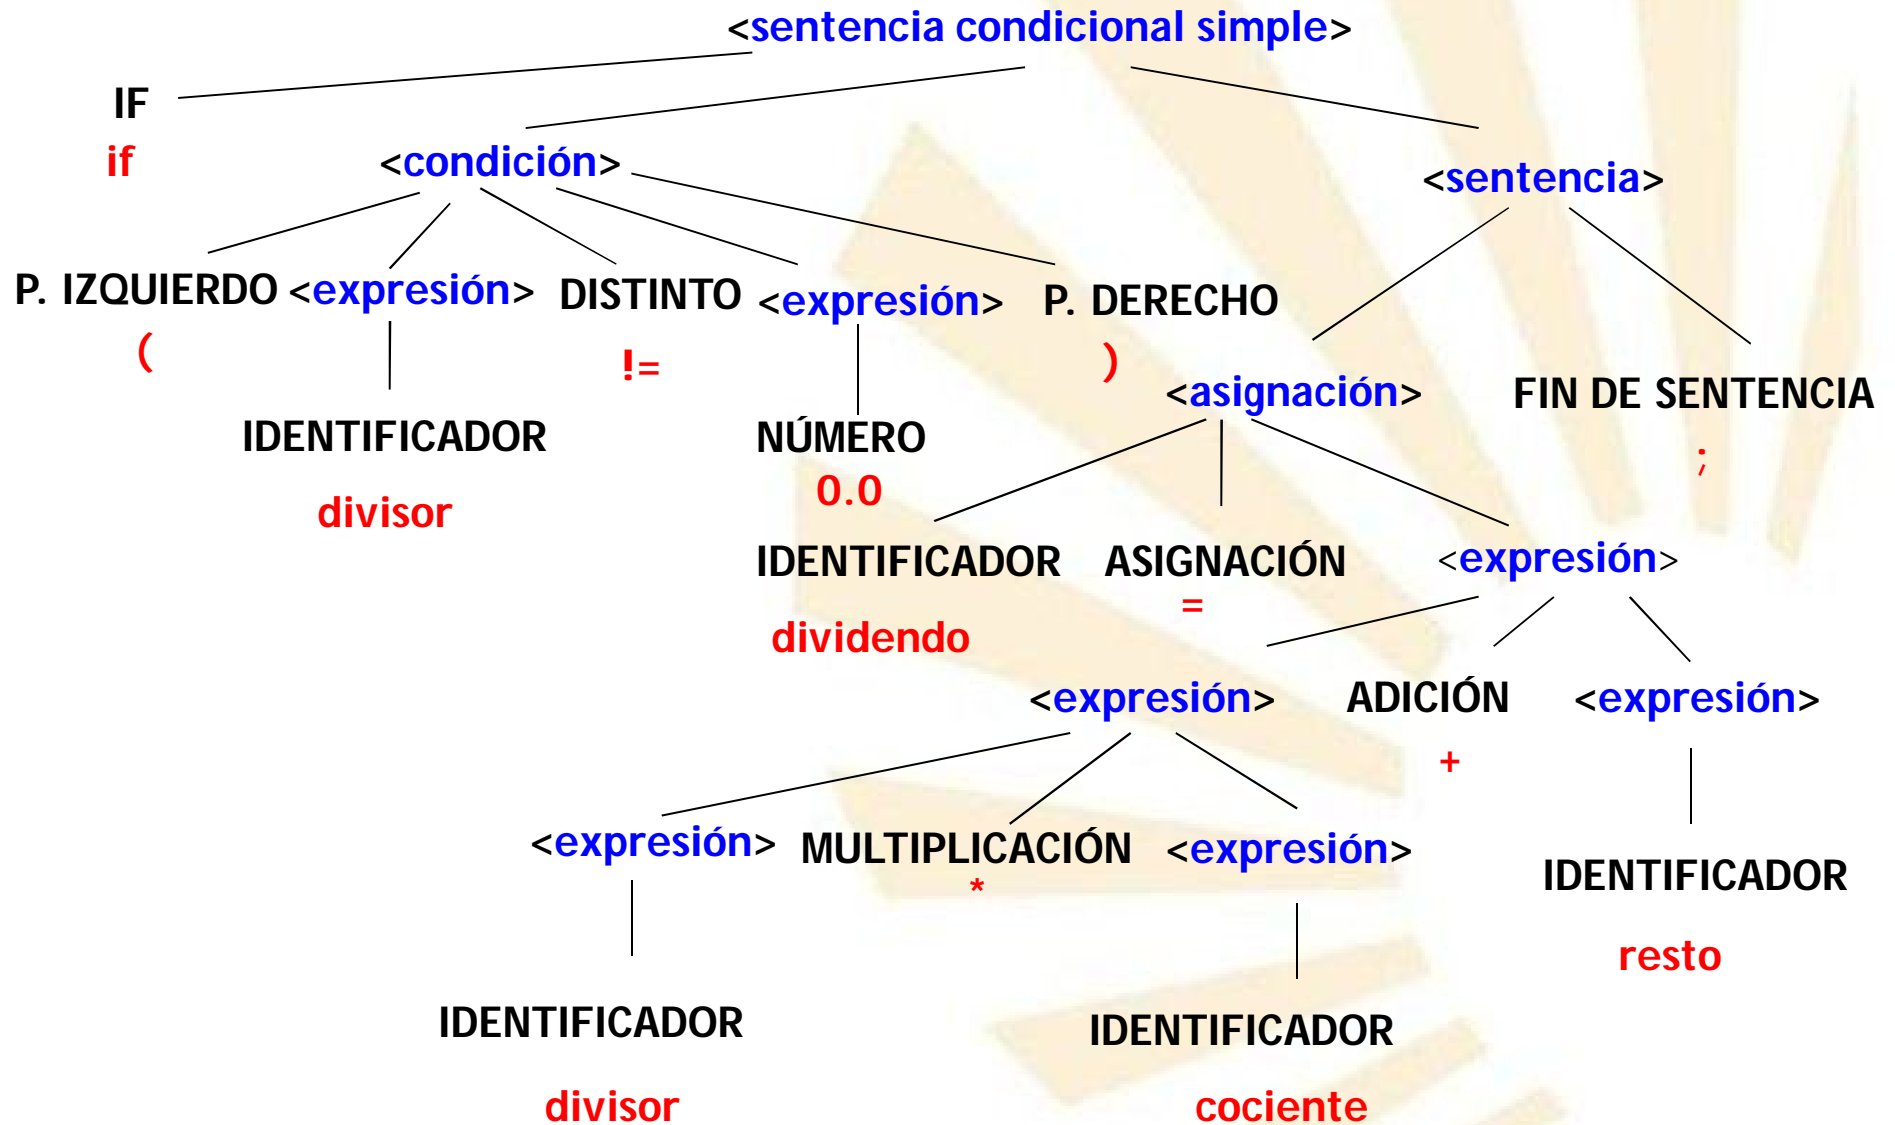 <sentencia condicional simple>
IF
if
<condición>
<sentencia>
P. IZQUIERDO <expresión> DISTINTO <expresión> P. DERECHO
( != )
<asignación> FIN DE SENTENCIA
;
IDENTIFICADOR NÚMERO
0.0
divisor
IDENTIFICADOR ASIGNACIÓN <expresión>
=
dividendo
<expresión> ADICIÓN <expresión>
+
<expresión> MULTIPLICACIÓN <expresión>
*
IDENTIFICADOR
resto
IDENTIFICADOR IDENTIFICADOR
divisor cociente